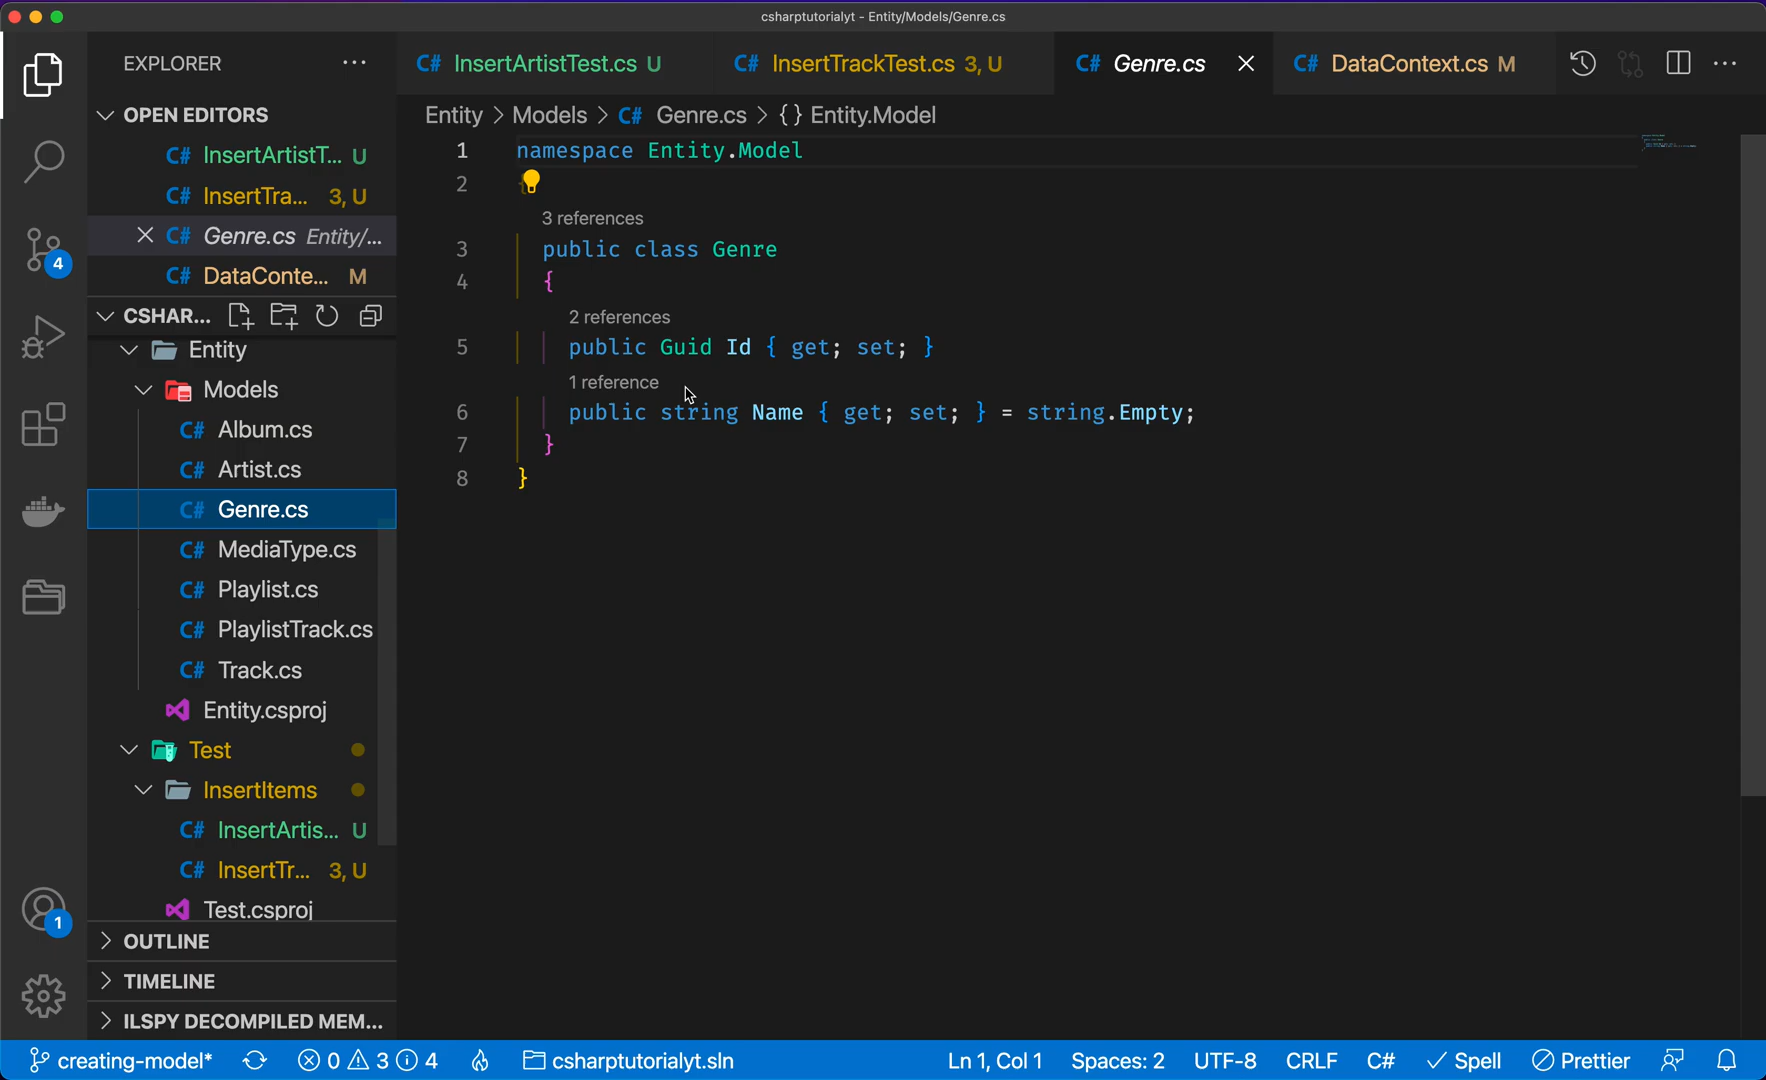 csharptutorialyt - Entity/Models/Genre.cs
EXPLORER ...
OPEN EDITORS
C# InsertArtistT... U
C# InsertTra... 3, U
C# Genre.cs Entity/...
C# DataConte... M
CSHAR...
Entity
Models
C# Album.cs
C# Artist.cs
C# Genre.cs
C# MediaType.cs
C# Playlist.cs
C# PlaylistTrack.cs
C# Track.cs
Entity.csproj
Test
InsertItems
C# InsertArtis... U
C# InsertTr... 3, U
Test.csproj
OUTLINE
TIMELINE
ILSPY DECOMPILED MEM...
4
1
C# InsertArtistTest.cs U C# InsertTrackTest.cs 3, U C# Genre.cs C# DataContext.cs M ...
Entity > Models > C# Genre.cs > {} Entity.Model
1 namespace Entity.Model
2 {
3 references
3 public class Genre
4 {
2 references
5 public Guid Id { get; set; }
1 reference
6 public string Name { get; set; } = string.Empty;
7 }
8 }
creating-model* 0 3 4 csharptutorialyt.sln Ln 1, Col 1 Spaces: 2 UTF-8 CRLF C# Spell Prettier